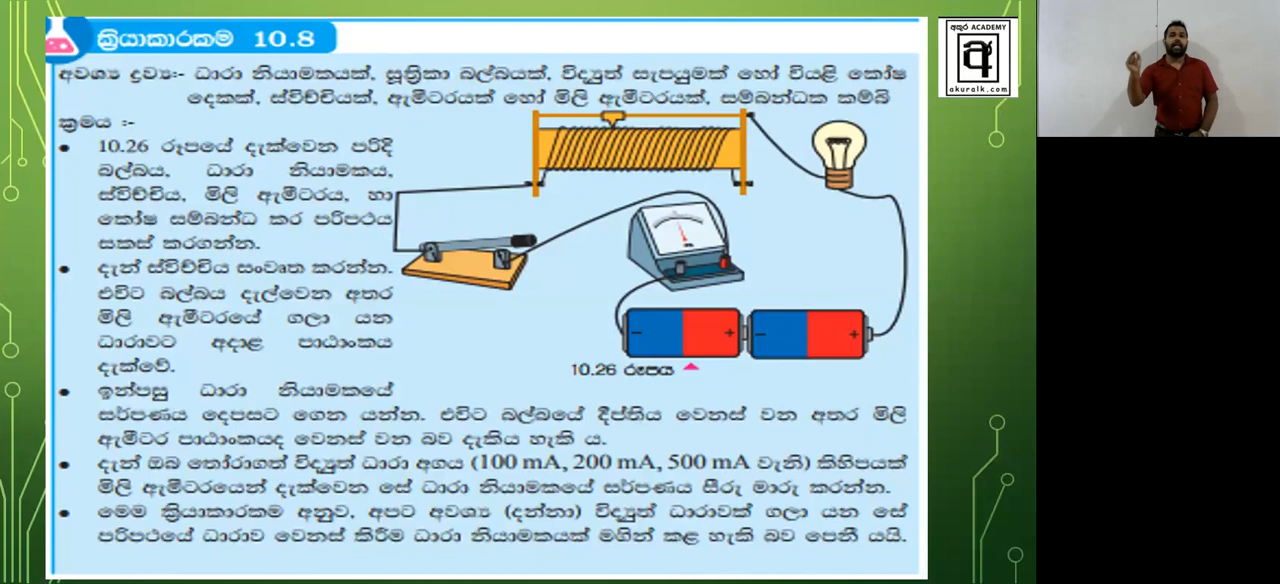 ක්‍රියාකාරකම 10.8
අවශ්‍ය ද්‍රව්‍ය:- ධාරා නියාමකයක්, සූත්‍රිකා බල්බයක්, විද්‍යුත් සැපයුමක් හෝ වියළි කෝෂ
දෙකක්, ස්විච්චියක්, ඇමීටරයක් හෝ මිලි ඇමීටරයක්, සම්බන්ධක කම්බි
ක්‍රමය :-
• 10.26 රූපයේ දැක්වෙන පරිදි
බල්බය, ධාරා නියාමකය,
ස්විච්චිය, මිලි ඇමීටරය, හා
කෝෂ සම්බන්ධ කර පරිපථය
සකස් කරගන්න.
• දැන් ස්විච්චිය සංවෘත කරන්න.
එවිට බල්බය දැල්වෙන අතර
මිලි ඇමීටරයේ ගලා යන
ධාරාවට අදාළ පාඨාංකය
දැක්වේ.
• ඉන්පසු ධාරා නියාමකයේ
සර්පණය දෙපසට ගෙන යන්න. එවිට බල්බයේ දීප්තිය වෙනස් වන අතර මිලි
ඇමීටර පාඨාංකයද වෙනස් වන බව දැකිය හැකි ය.
• දැන් ඔබ තෝරාගත් විද්‍යුත් ධාරා අගය (100 mA, 200 mA, 500 mA වැනි) කිහිපයක්
මිලි ඇමීටරයෙන් දැක්වෙන සේ ධාරා නියාමකයේ සර්පණය සීරු මාරු කරන්න.
• මෙම ක්‍රියාකාරකම අනුව, අපට අවශ්‍ය (දන්නා) විද්‍යුත් ධාරාවක් ගලා යන සේ
පරිපථයේ ධාරාව වෙනස් කිරීම ධාරා නියාමකයක් මගින් කළ හැකි බව පෙනී යයි.
− + − +
10.26 රූපය
අකුර ACADEMY
අ
akuralk.com